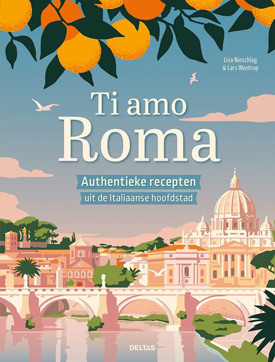 Lisa Nieschlag
& Lars Wentrup
Ti amo
Roma
Authentieke recepten
uit de Italiaanse hoofdstad
DELTAS